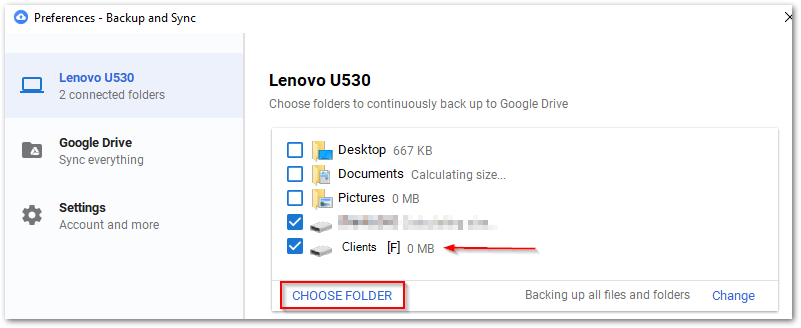 Preferences - Backup and Sync
Lenovo U530
2 connected folders
Google Drive
Sync everything
Settings
Account and more
Lenovo U530
Choose folders to continuously back up to Google Drive
Desktop 667 KB
Documents Calculating size...
Pictures 0 MB
Clients [F] 0 MB
CHOOSE FOLDER
Backing up all files and folders Change